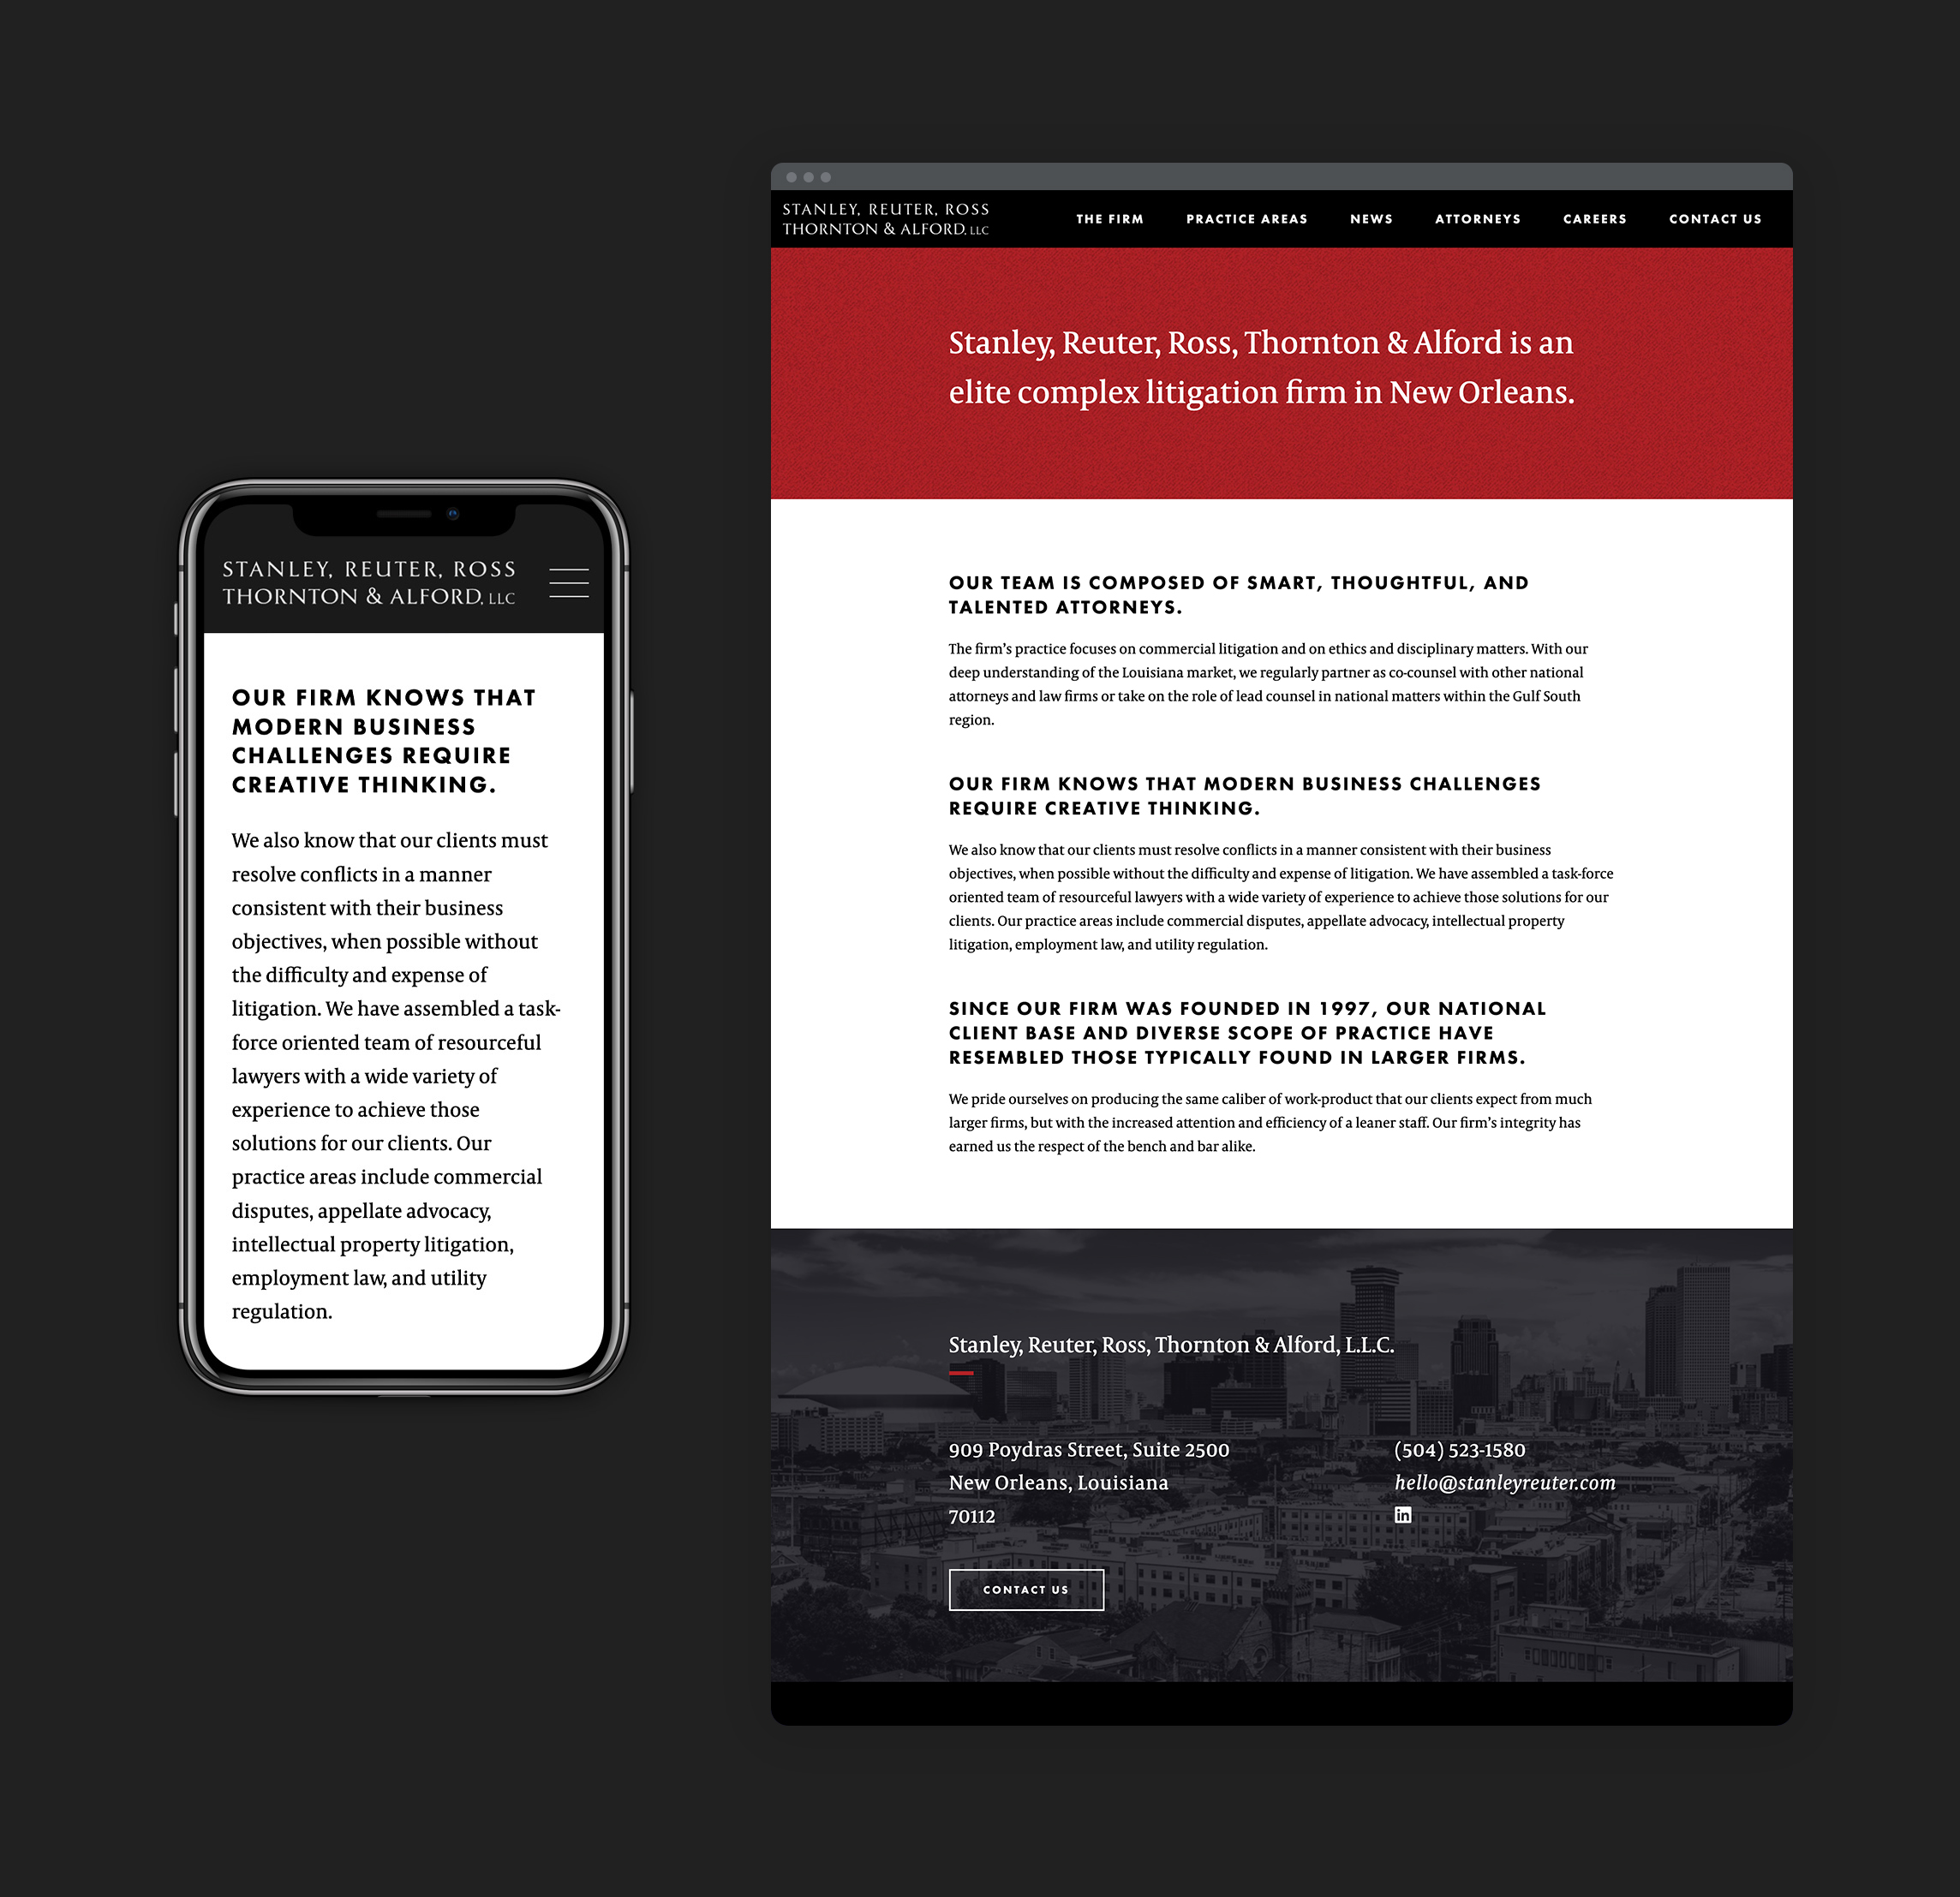 STANLEY, REUTER, ROSS
THORNTON & ALFORD, LLC
OUR FIRM KNOWS THAT
MODERN BUSINESS
CHALLENGES REQUIRE
CREATIVE THINKING.
We also know that our clients must
resolve conflicts in a manner
consistent with their business
objectives, when possible without
the difficulty and expense of
litigation. We have assembled a task-
force oriented team of resourceful
lawyers with a wide variety of
experience to achieve those
solutions for our clients. Our
practice areas include commercial
disputes, appellate advocacy,
intellectual property litigation,
employment law, and utility
regulation.
STANLEY, REUTER, ROSS
THORNTON & ALFORD, LLC
THE FIRM PRACTICE AREAS NEWS ATTORNEYS CAREERS CONTACT US
Stanley, Reuter, Ross, Thornton & Alford is an
elite complex litigation firm in New Orleans.
OUR TEAM IS COMPOSED OF SMART, THOUGHTFUL, AND
TALENTED ATTORNEYS.
The firm’s practice focuses on commercial litigation and on ethics and disciplinary matters. With our
deep understanding of the Louisiana market, we regularly partner as co-counsel with other national
attorneys and law firms or take on the role of lead counsel in national matters within the Gulf South
region.
OUR FIRM KNOWS THAT MODERN BUSINESS CHALLENGES
REQUIRE CREATIVE THINKING.
We also know that our clients must resolve conflicts in a manner consistent with their business
objectives, when possible without the difficulty and expense of litigation. We have assembled a task-force
oriented team of resourceful lawyers with a wide variety of experience to achieve those solutions for our
clients. Our practice areas include commercial disputes, appellate advocacy, intellectual property
litigation, employment law, and utility regulation.
SINCE OUR FIRM WAS FOUNDED IN 1997, OUR NATIONAL
CLIENT BASE AND DIVERSE SCOPE OF PRACTICE HAVE
RESEMBLED THOSE TYPICALLY FOUND IN LARGER FIRMS.
We pride ourselves on producing the same caliber of work-product that our clients expect from much
larger firms, but with the increased attention and efficiency of a leaner staff. Our firm’s integrity has
earned us the respect of the bench and bar alike.
Stanley, Reuter, Ross, Thornton & Alford, L.L.C.
909 Poydras Street, Suite 2500
New Orleans, Louisiana
70112
(504) 523-1580
hello@stanleyreuter.com
in
CONTACT US